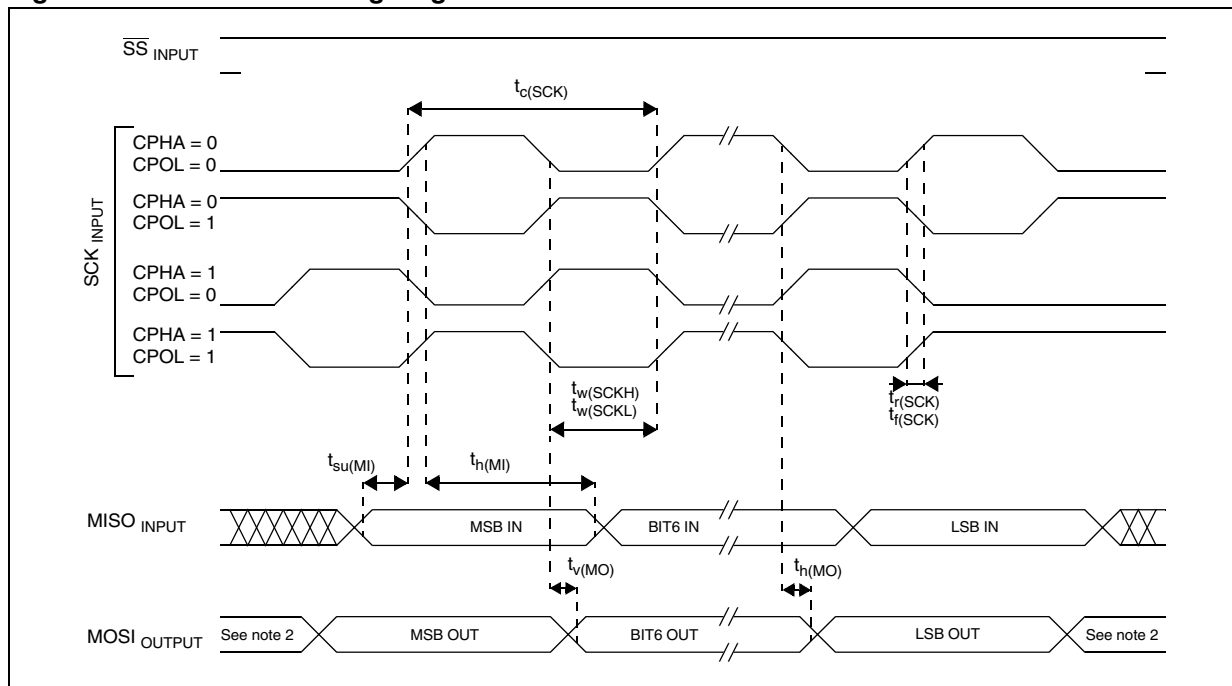 SS INPUT
tc(SCK)
SCK INPUT
CPHA = 0
CPOL = 0
CPHA = 0
CPOL = 1
CPHA = 1
CPOL = 0
CPHA = 1
CPOL = 1
tw(SCKH)
tw(SCKL)
tr(SCK)
tf(SCK)
tsu(MI)
th(MI)
MISO INPUT
MSB IN
BIT6 IN
LSB IN
tv(MO)
th(MO)
MOSI OUTPUT
See note 2
MSB OUT
BIT6 OUT
LSB OUT
See note 2